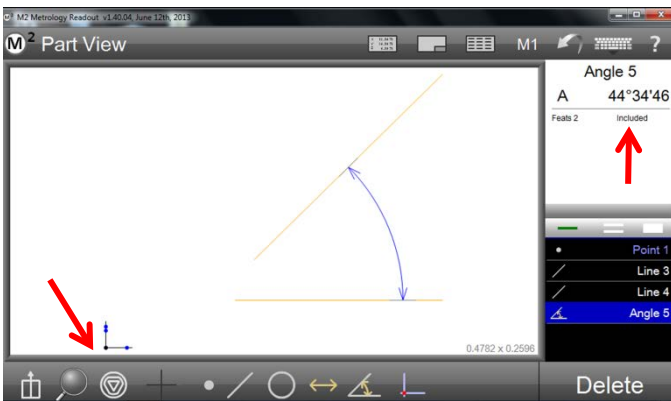 M2 Metrology Readout v1.40.04, June 12th, 2013
M2 Part View
M1
?
Angle 5
A 44°34'46
Feats 2 Included
Point 1
Line 3
Line 4
Angle 5
0.4782 x 0.2596
Delete